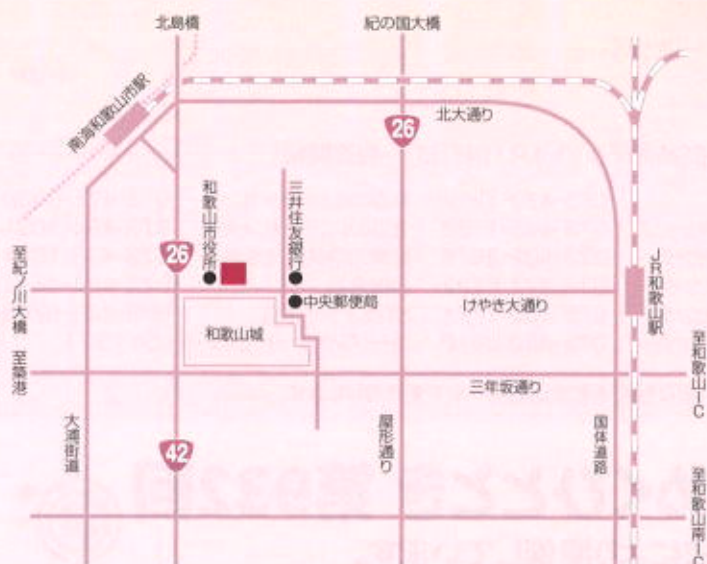 北島橋
紀の国大橋
南海和歌山市駅
北大通り
26
和歌山市役所
三井住友銀行
26
至紀ノ川大橋
中央郵便局
けやき大通り
JR和歌山駅
和歌山城
至築港
三年坂通り
至和歌山IC
大浦街道
42
屋形通り
国体道路
至和歌山南IC